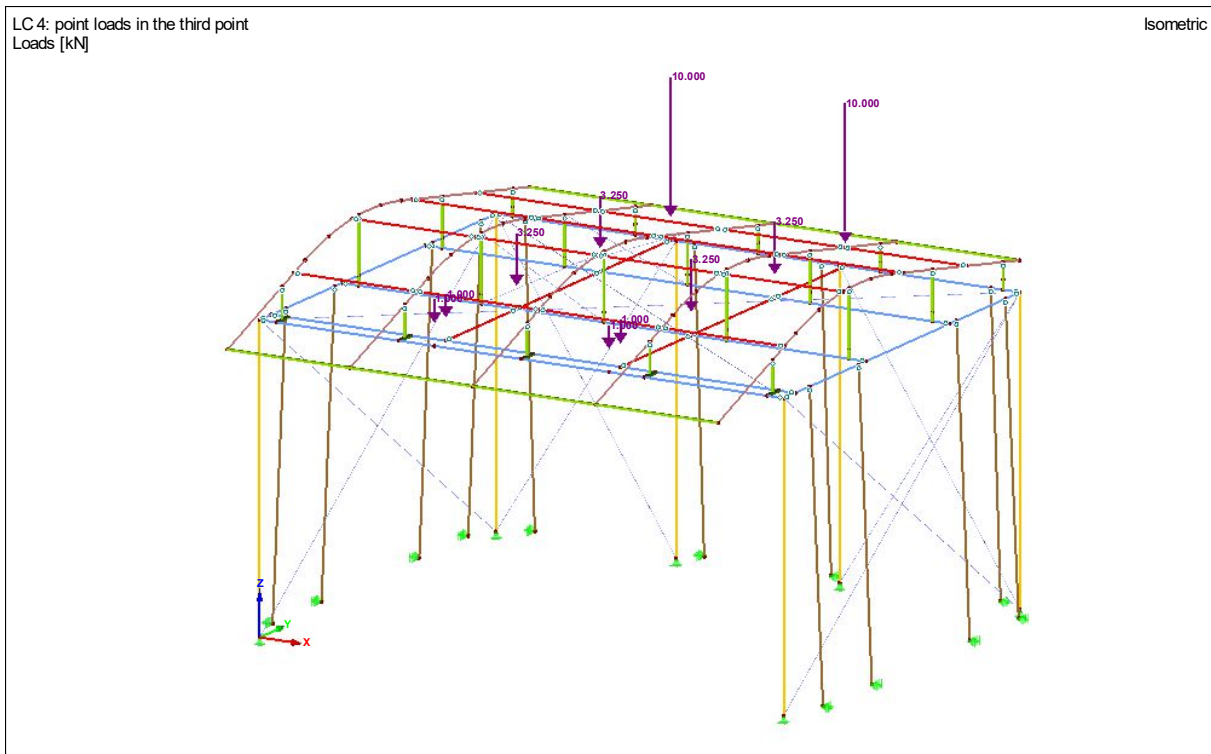 LC 4: point loads in the third point
Loads [kN]
Isometric
10.000
10.000
3.250
3.250
3.250
3.250
1.000
1.000
1.000
1.000
Z
Y
X